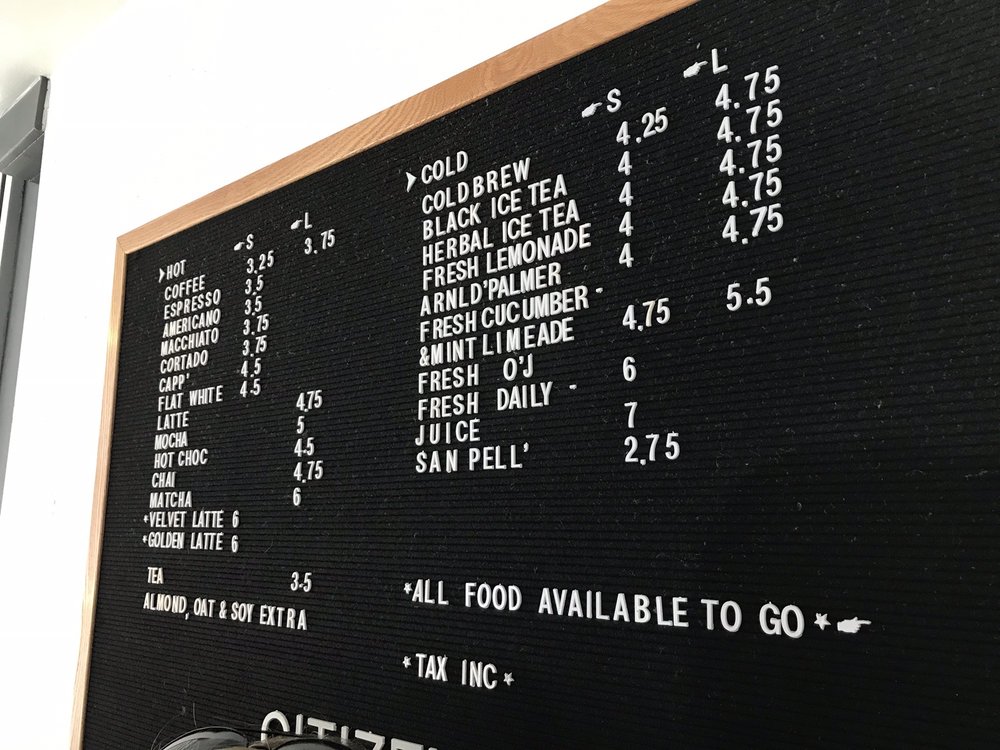 HOT S L
COFFEE 3.25 3.75
ESPRESSO 3.5
AMERICANO 3.5
MACCHIATO 3.75
CORTADO 3.75
CAPP' 4.5
FLAT WHITE 4.5
LATTE 4.75
MOCHA 5
HOT CHOC 4.5
CHAI 4.75
MATCHA 6
*VELVET LATTE 6
*GOLDEN LATTE 6
TEA 3.5
ALMOND, OAT & SOY EXTRA
COLD S L
COLD BREW 4.25 4.75
BLACK ICE TEA 4 4.75
HERBAL ICE TEA 4 4.75
FRESH LEMONADE 4 4.75
ARNLD'PALMER 4 4.75
FRESH CUCUMBER -
&MINT LIMEADE 4.75 5.5
FRESH O'J 6
FRESH DAILY -
JUICE 7
SAN PELL' 2.75
*ALL FOOD AVAILABLE TO GO*
*TAX INC*